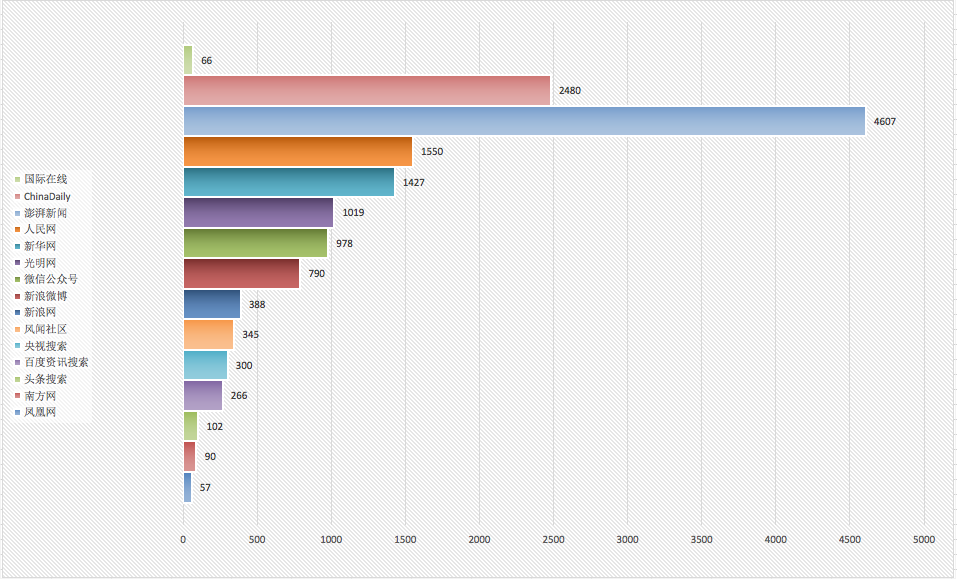 66
2480
4607
1550
1427
1019
978
790
388
345
300
266
102
90
57
国际在线
ChinaDaily
澎湃新闻
人民网
新华网
光明网
微信公众号
新浪微博
新浪网
风闻社区
央视搜索
百度资讯搜索
头条搜索
南方网
凤凰网
0 500 1000 1500 2000 2500 3000 3500 4000 4500 5000